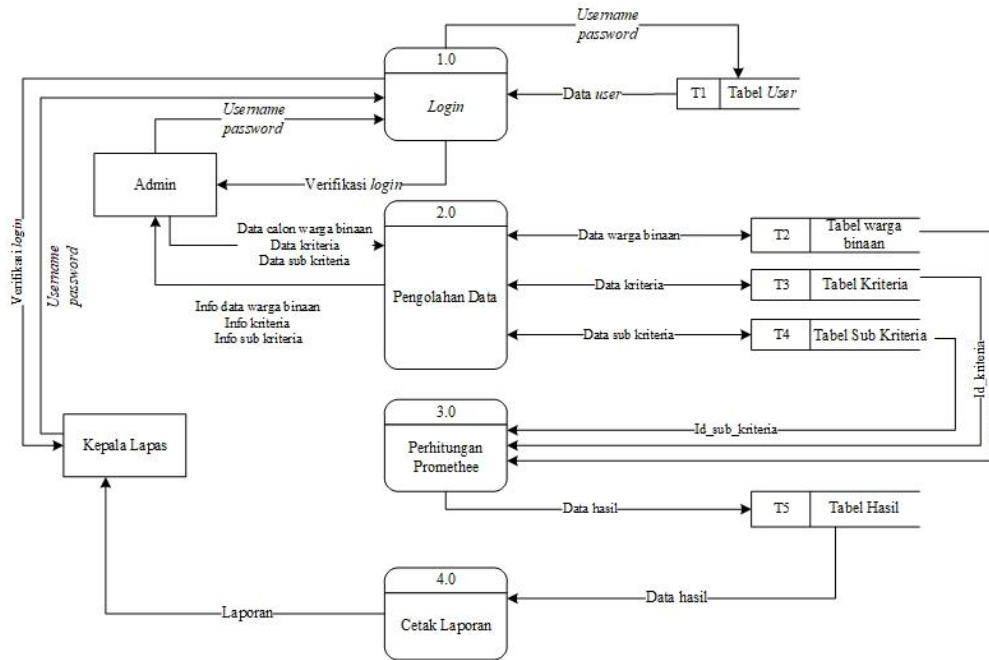 Username
password
1.0
Login
Data user
T1 Tabel User
Username
password
Admin
Verifikasi login
Verifikasi login
Username
password
Data calon warga binaan
Data kriteria
Data sub kriteria
Info data warga binaan
Info kriteria
Info sub kriteria
2.0
Pengolahan Data
Data warga binaan
T2 Tabel warga
binaan
Data kriteria
T3 Tabel Kriteria
Data sub kriteria
T4 Tabel Sub Kriteria
Id_kriteria
Kepala Lapas
3.0
Perhitungan
Promethee
Id_sub_kriteria
Data hasil
T5 Tabel Hasil
4.0
Cetak Laporan
Data hasil
Laporan